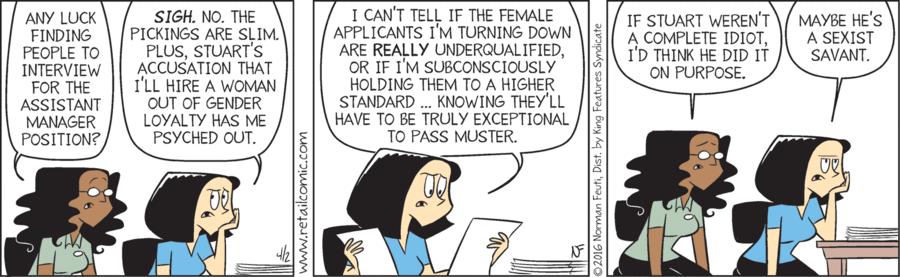 ANY LUCK
FINDING
PEOPLE TO
INTERVIEW
FOR THE
ASSISTANT
MANAGER
POSITION?
SIGH. NO. THE
PICKINGS ARE SLIM.
PLUS, STUART'S
ACCUSATION THAT
I'LL HIRE A WOMAN
OUT OF GENDER
LOYALTY HAS ME
PSYCHED OUT.
4/2
www.retailcomic.com
I CAN'T TELL IF THE FEMALE
APPLICANTS I'M TURNING DOWN
ARE REALLY UNDERQUALIFIED,
OR IF I'M SUBCONSCIOUSLY
HOLDING THEM TO A HIGHER
STANDARD ... KNOWING THEY'LL
HAVE TO BE TRULY EXCEPTIONAL
TO PASS MUSTER.
NF
©2016 Norman Feuti, Dist. by King Features Syndicate
IF STUART WEREN'T
A COMPLETE IDIOT,
I'D THINK HE DID IT
ON PURPOSE.
MAYBE HE'S
A SEXIST
SAVANT.